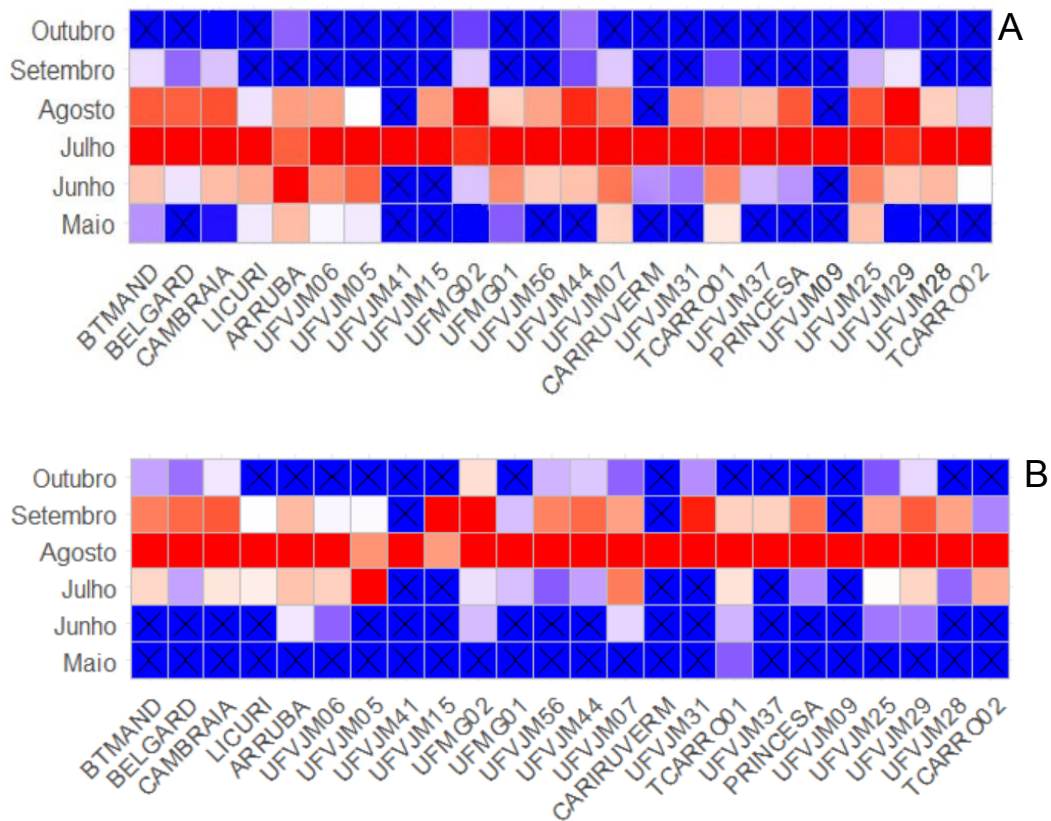 A
Outubro
Setembro
Agosto
Julho
Junho
Maio
BTMAND
BELGARD
CAMBRAIA
LICURI
ARRUBA
UFVJM06
UFVJM05
UFVJM41
UFVJM15
UFMG02
UFMG01
UFVJM56
UFVJM44
UFVJM07
CARIRUVERM
UFVJM31
TCARRO01
UFVJM37
PRINCESA
UFVJM09
UFVJM25
UFVJM29
UFVJM28
TCARRO02
B
Outubro
Setembro
Agosto
Julho
Junho
Maio
BTMAND
BELGARD
CAMBRAIA
LICURI
ARRUBA
UFVJM06
UFVJM05
UFVJM41
UFVJM15
UFMG02
UFMG01
UFVJM56
UFVJM44
UFVJM07
CARIRUVERM
UFVJM31
TCARRO01
UFVJM37
PRINCESA
UFVJM09
UFVJM25
UFVJM29
UFVJM28
TCARRO02